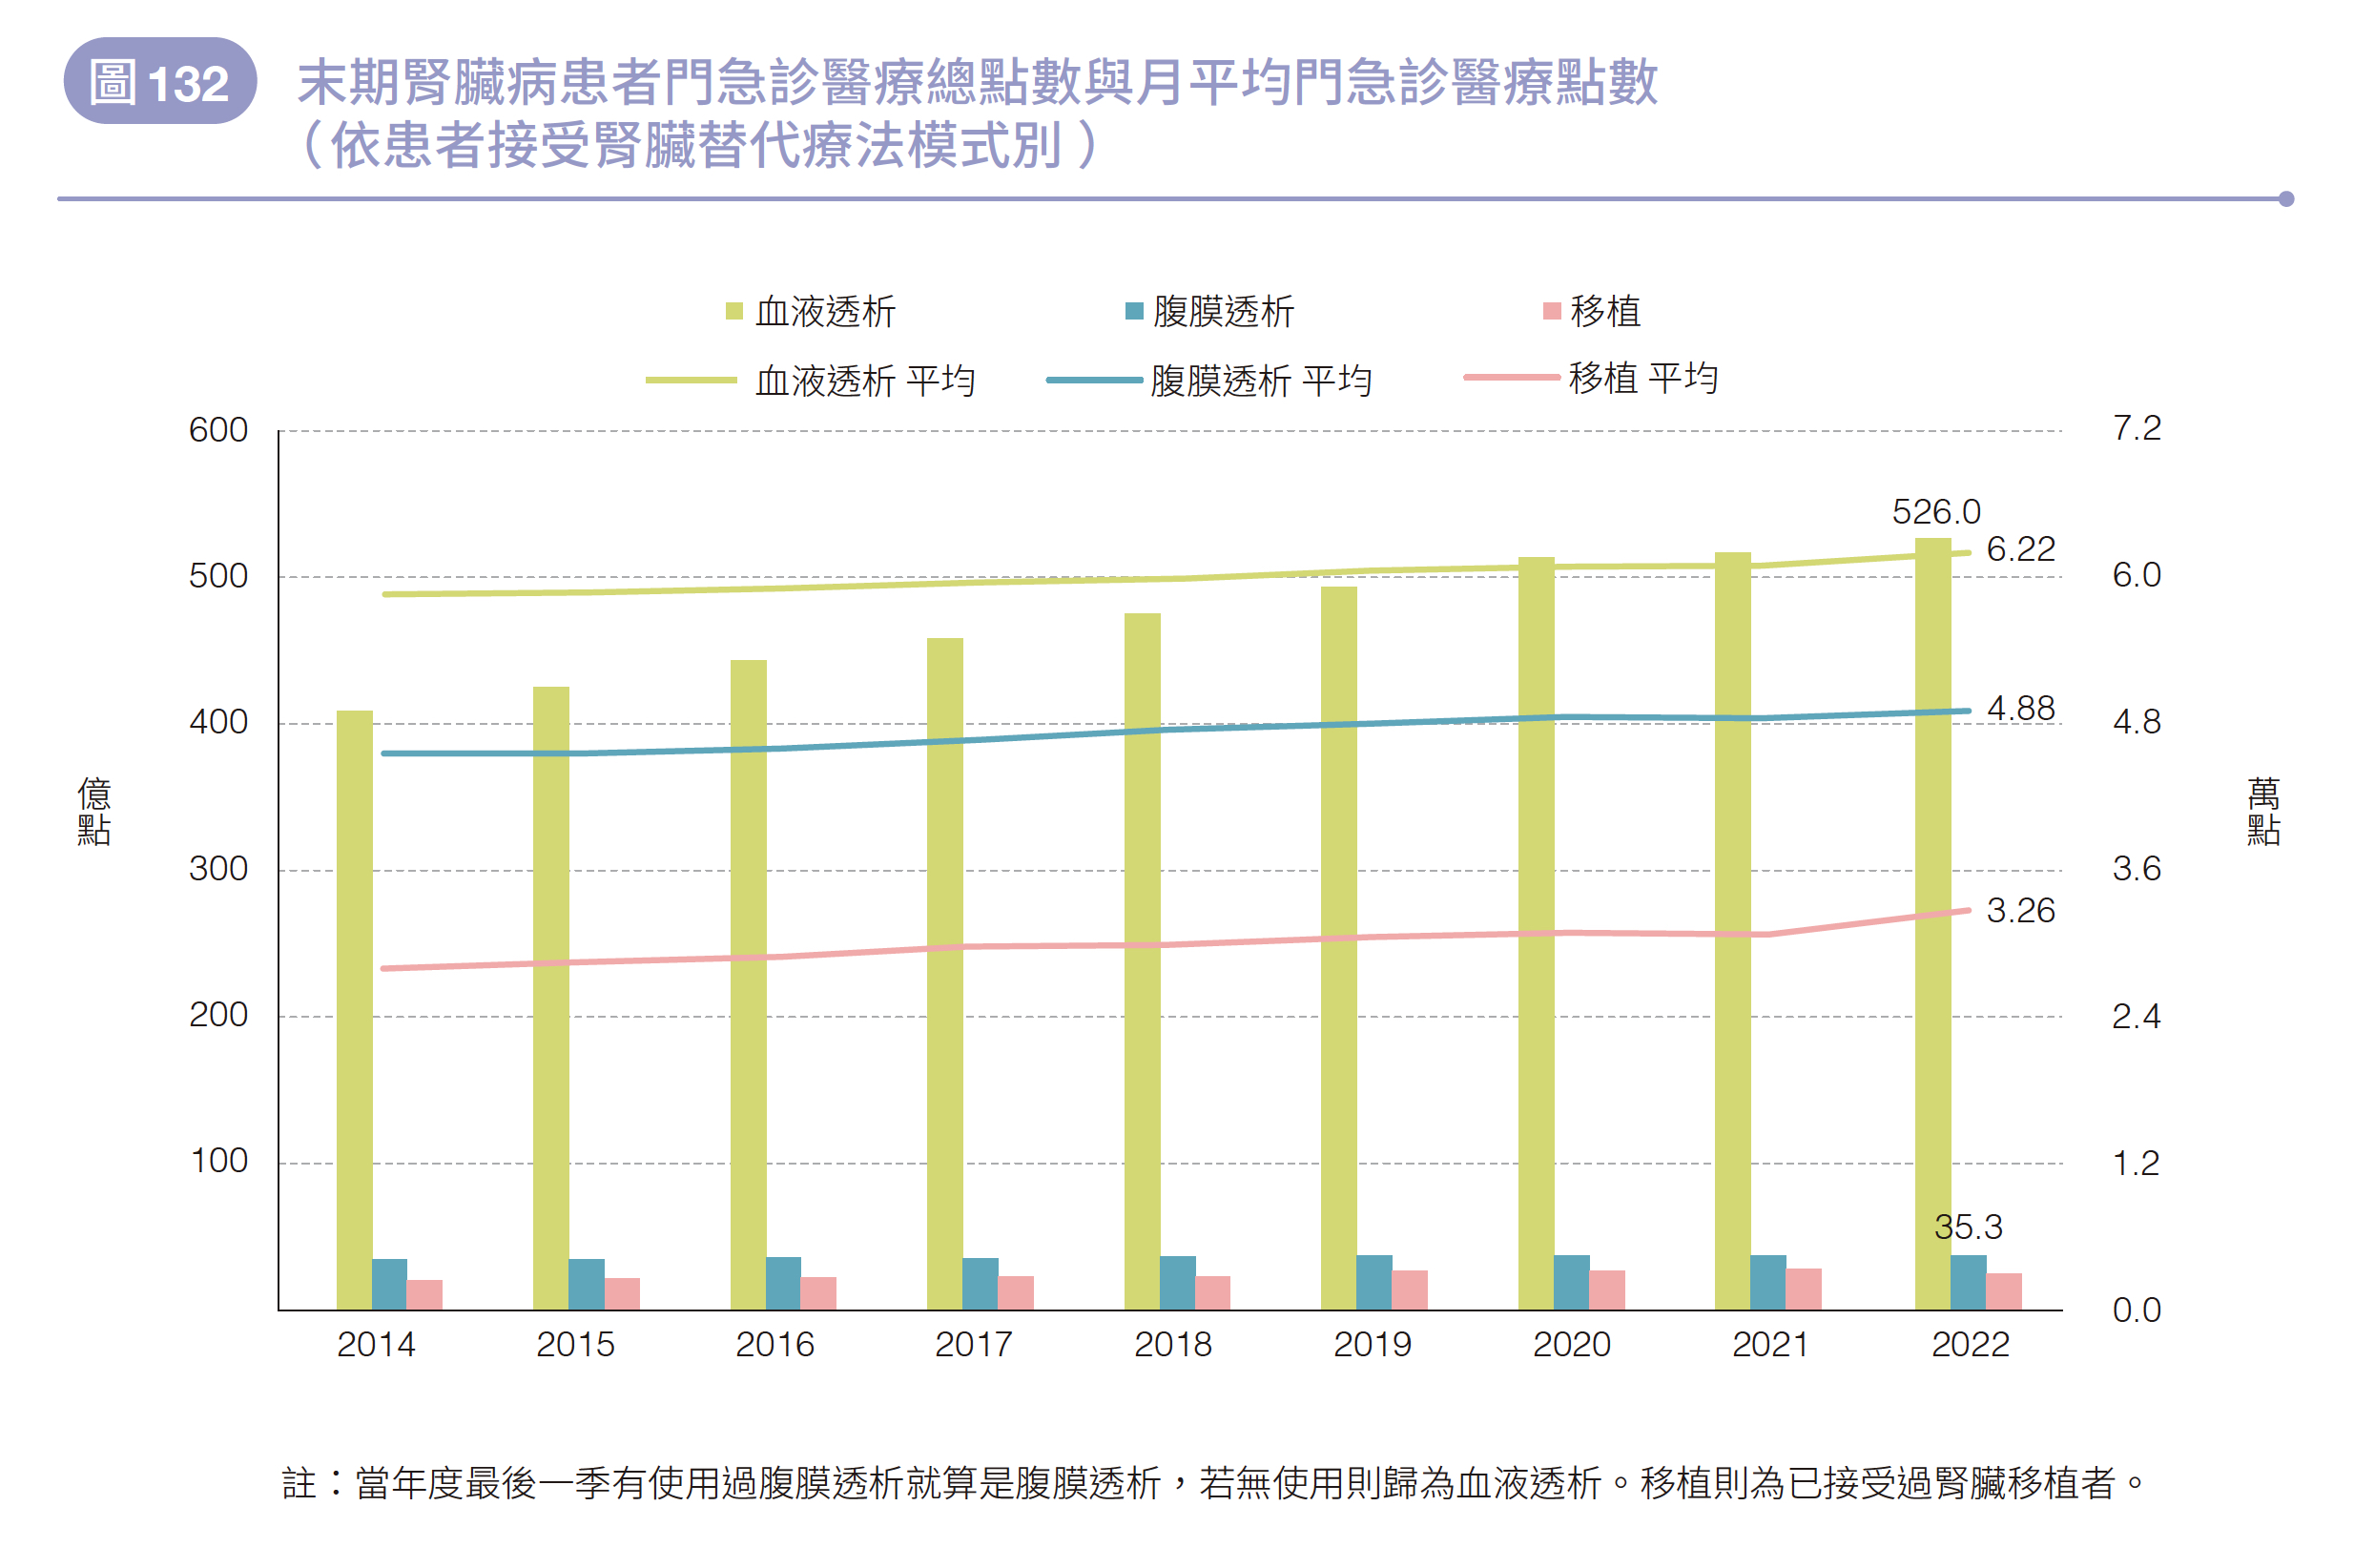 圖132 末期腎臟病患者門急診醫療總點數與月平均門急診醫療點數
（依患者接受腎臟替代療法模式別）
血液透析 腹膜透析 移植
血液透析 平均 腹膜透析 平均 移植 平均
億點
600
500
400
300
200
100
7.2
6.0
4.8
3.6
2.4
1.2
0.0
萬點
526.0
6.22
4.88
3.26
35.3
2014 2015 2016 2017 2018 2019 2020 2021 2022
註：當年度最後一季有使用過腹膜透析就算是腹膜透析，若無使用則歸為血液透析。移植則為已接受過腎臟移植者。